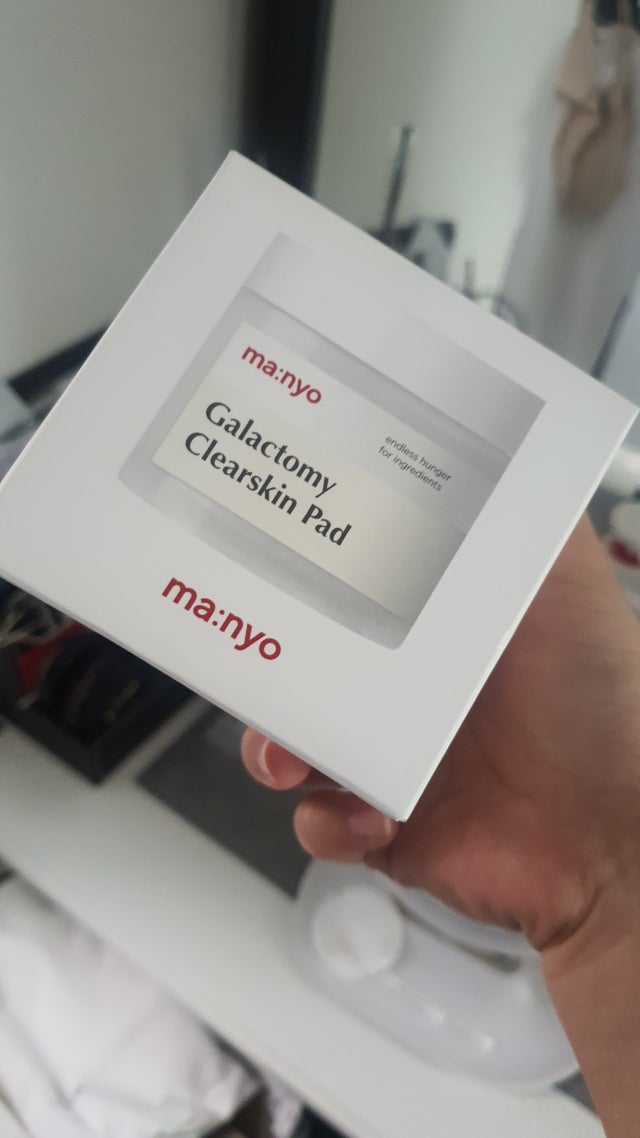 ma:nyo
endless hunger
for ingredients
Galactomy
Clearskin Pad
ma:nyo